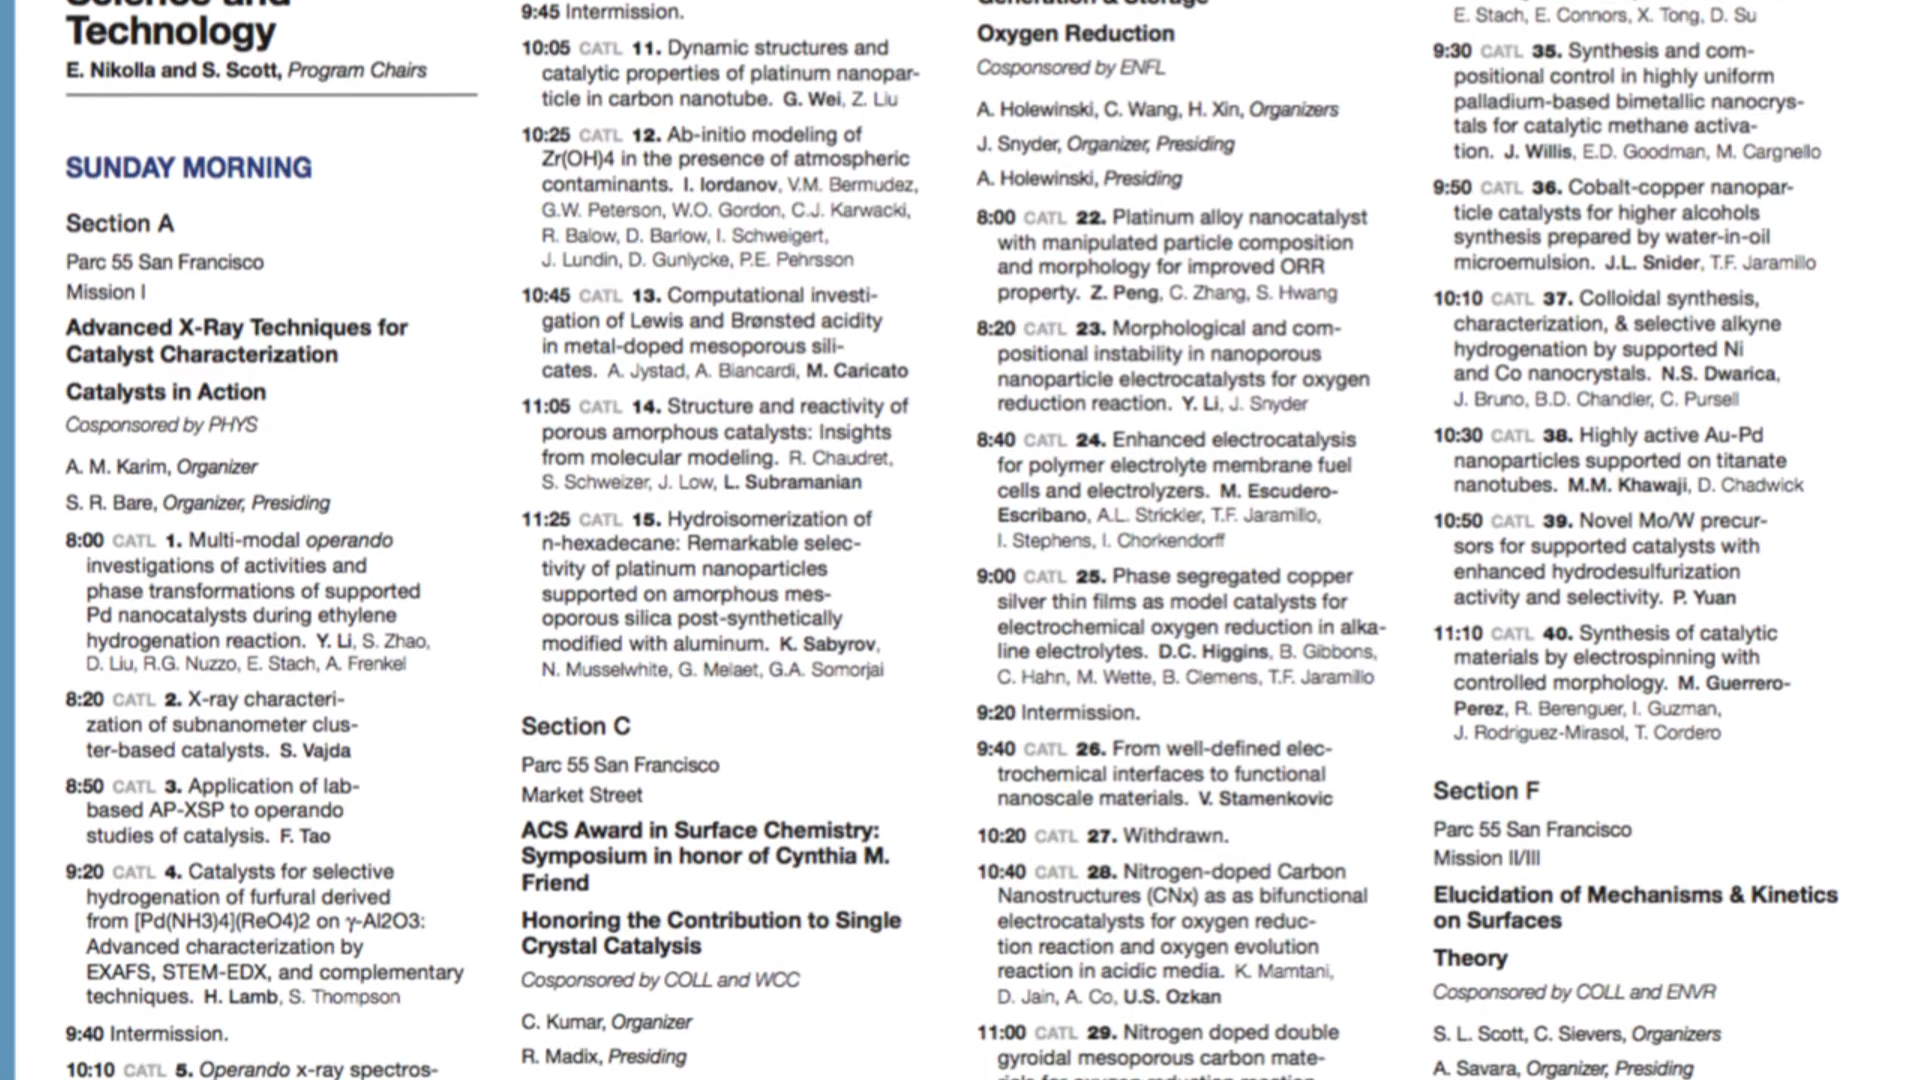 Science and
Technology
E. Nikolla and S. Scott, Program Chairs
SUNDAY MORNING
Section A
Parc 55 San Francisco
Mission I
Advanced X-Ray Techniques for
Catalyst Characterization
Catalysts in Action
Cosponsored by PHYS
A. M. Karim, Organizer
S. R. Bare, Organizer, Presiding
8:00 CATL 1. Multi-modal operando
investigations of activities and
phase transformations of supported
Pd nanocatalysts during ethylene
hydrogenation reaction. Y. Li, S. Zhao,
D. Liu, R.G. Nuzzo, E. Stach, A. Frenkel
8:20 CATL 2. X-ray characteri-
zation of subnanometer clus-
ter-based catalysts. S. Vajda
8:50 CATL 3. Application of lab-
based AP-XSP to operando
studies of catalysis. F. Tao
9:20 CATL 4. Catalysts for selective
hydrogenation of furfural derived
from [Pd(NH3)4](ReO4)2 on γ-Al2O3:
Advanced characterization by
EXAFS, STEM-EDX, and complementary
techniques. H. Lamb, S. Thompson
9:40 Intermission.
10:10 CATL 5. Operando x-ray spectros-
9:45 Intermission.
10:05 CATL 11. Dynamic structures and
catalytic properties of platinum nanopar-
ticle in carbon nanotube. G. Wei, Z. Liu
10:25 CATL 12. Ab-initio modeling of
Zr(OH)4 in the presence of atmospheric
contaminants. I. Iordanov, V.M. Bermudez,
G.W. Peterson, W.O. Gordon, C.J. Karwacki,
R. Balow, D. Barlow, I. Schweigert,
J. Lundin, D. Gunlycke, P.E. Pehrsson
10:45 CATL 13. Computational investi-
gation of Lewis and Brønsted acidity
in metal-doped mesoporous sili-
cates. A. Jystad, A. Biancardi, M. Caricato
11:05 CATL 14. Structure and reactivity of
porous amorphous catalysts: Insights
from molecular modeling. R. Chaudret,
S. Schweizer, J. Low, L. Subramanian
11:25 CATL 15. Hydroisomerization of
n-hexadecane: Remarkable selec-
tivity of platinum nanoparticles
supported on amorphous mes-
oporous silica post-synthetically
modified with aluminum. K. Sabyrov,
N. Musselwhite, G. Melaet, G.A. Somorjai
Section C
Parc 55 San Francisco
Market Street
ACS Award in Surface Chemistry:
Symposium in honor of Cynthia M.
Friend
Honoring the Contribution to Single
Crystal Catalysis
Cosponsored by COLL and WCC
C. Kumar, Organizer
R. Madix, Presiding
Generation & Storage
Oxygen Reduction
Cosponsored by ENFL
A. Holewinski, C. Wang, H. Xin, Organizers
J. Snyder, Organizer, Presiding
A. Holewinski, Presiding
8:00 CATL 22. Platinum alloy nanocatalyst
with manipulated particle composition
and morphology for improved ORR
property. Z. Peng, C. Zhang, S. Hwang
8:20 CATL 23. Morphological and com-
positional instability in nanoporous
nanoparticle electrocatalysts for oxygen
reduction reaction. Y. Li, J. Snyder
8:40 CATL 24. Enhanced electrocatalysis
for polymer electrolyte membrane fuel
cells and electrolyzers. M. Escudero-
Escribano, A.L. Strickler, T.F. Jaramillo,
I. Stephens, I. Chorkendorff
9:00 CATL 25. Phase segregated copper
silver thin films as model catalysts for
electrochemical oxygen reduction in alka-
line electrolytes. D.C. Higgins, B. Gibbons,
C. Hahn, M. Wette, B. Clemens, T.F. Jaramillo
9:20 Intermission.
9:40 CATL 26. From well-defined elec-
trochemical interfaces to functional
nanoscale materials. V. Stamenkovic
10:20 CATL 27. Withdrawn.
10:40 CATL 28. Nitrogen-doped Carbon
Nanostructures (CNx) as as bifunctional
electrocatalysts for oxygen reduc-
tion reaction and oxygen evolution
reaction in acidic media. K. Mamtani,
D. Jain, A. Co, U.S. Ozkan
11:00 CATL 29. Nitrogen doped double
gyroidal mesoporous carbon mate-
rials for oxygen reduction reaction
E. Stach, E. Connors, X. Tong, D. Su
9:30 CATL 35. Synthesis and com-
positional control in highly uniform
palladium-based bimetallic nanocrys-
tals for catalytic methane activa-
tion. J. Willis, E.D. Goodman, M. Cargnello
9:50 CATL 36. Cobalt-copper nanopar-
ticle catalysts for higher alcohols
synthesis prepared by water-in-oil
microemulsion. J.L. Snider, T.F. Jaramillo
10:10 CATL 37. Colloidal synthesis,
characterization, & selective alkyne
hydrogenation by supported Ni
and Co nanocrystals. N.S. Dwarica,
J. Bruno, B.D. Chandler, C. Pursell
10:30 CATL 38. Highly active Au-Pd
nanoparticles supported on titanate
nanotubes. M.M. Khawaji, D. Chadwick
10:50 CATL 39. Novel Mo/W precur-
sors for supported catalysts with
enhanced hydrodesulfurization
activity and selectivity. P. Yuan
11:10 CATL 40. Synthesis of catalytic
materials by electrospinning with
controlled morphology. M. Guerrero-
Perez, R. Berenguer, I. Guzman,
J. Rodriguez-Mirasol, T. Cordero
Section F
Parc 55 San Francisco
Mission II/III
Elucidation of Mechanisms & Kinetics
on Surfaces
Theory
Cosponsored by COLL and ENVR
S. L. Scott, C. Sievers, Organizers
A. Savara, Organizer, Presiding